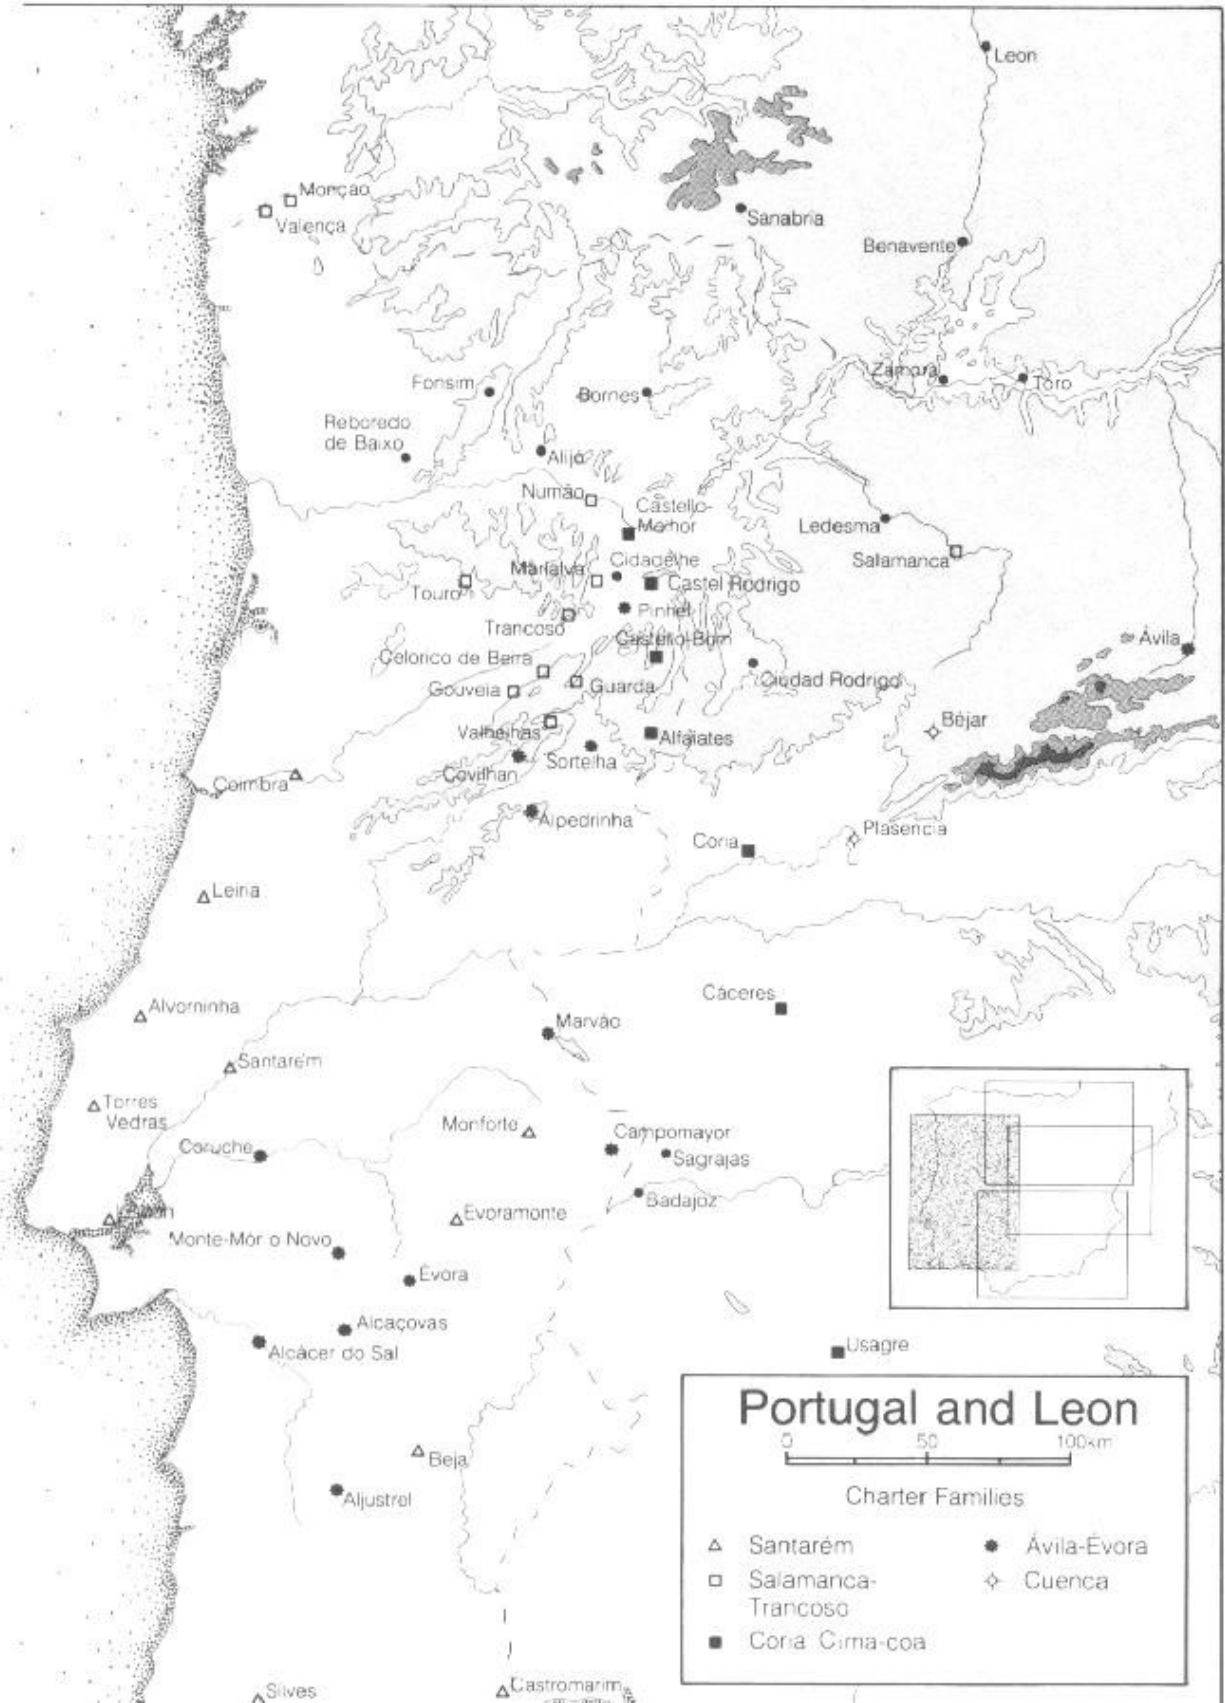 Leon
Monção
Valença
Sanabria
Benavente
Zamora
Toro
Fonsim
Bornes
Reboredo
de Baixo
Alijó
Numão
Castello-
Melhor
Ledesma
Salamanca
Cidadelhe
Marialva
Castel Rodrigo
Touro
Pinhel
Trancoso
Castello-Bom
Ávila
Celorico de Berra
Ciudad Rodrigo
Gouveia
Guarda
Béjar
Valhelhas
Alfaiates
Sortelha
Covilhan
Coimbra
Alpedrinha
Plasencia
Coria
Leiria
Cáceres
Alvorninha
Marvão
Santarém
Torres
Vedras
Monforte
Campomayor
Coruche
Sagrajas
Badajoz
Evoramonte
Monte-Mór o Novo
Évora
Alcaçovas
Alcácer do Sal
Usagre
Beja
Aljustrel
Silves
Castromarim
Portugal and Leon
0 50 100km
Charter Families
Santarém
Ávila-Évora
Salamanca-
Trancoso
Cuenca
Coria Cima-coa